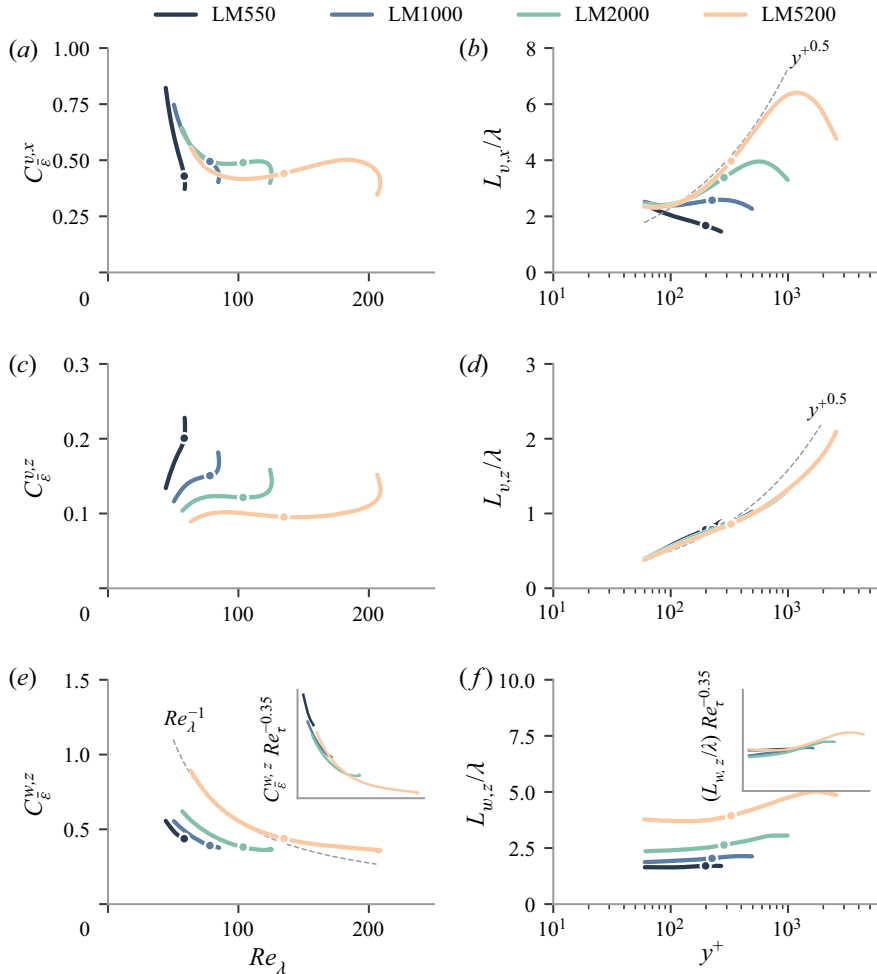 LM550 LM1000 LM2000 LM5200
(a) (b)
1.00
0.75
0.50
0.25
0
100 200
C_ε̄^{υ,x}
8
6
4
2
0
10^1 10^2 10^3
L_{υ,x}/λ
y^{+0.5}
(c) (d)
0.3
0.2
0.1
0
100 200
C_ε̄^{υ,z}
3
2
1
0
10^1 10^2 10^3
L_{υ,z}/λ
y^{+0.5}
(e) (f)
1.5
1.0
0.5
0
100 200
C_ε̄^{w,z}
Re_λ
Re_λ^{-1}
C_ε̄^{w,z} Re_τ^{-0.35}
10.0
7.5
5.0
2.5
0
10^1 10^2 10^3
L_{w,z}/λ
y^+
(L_{w,z}/λ) Re_τ^{-0.35}